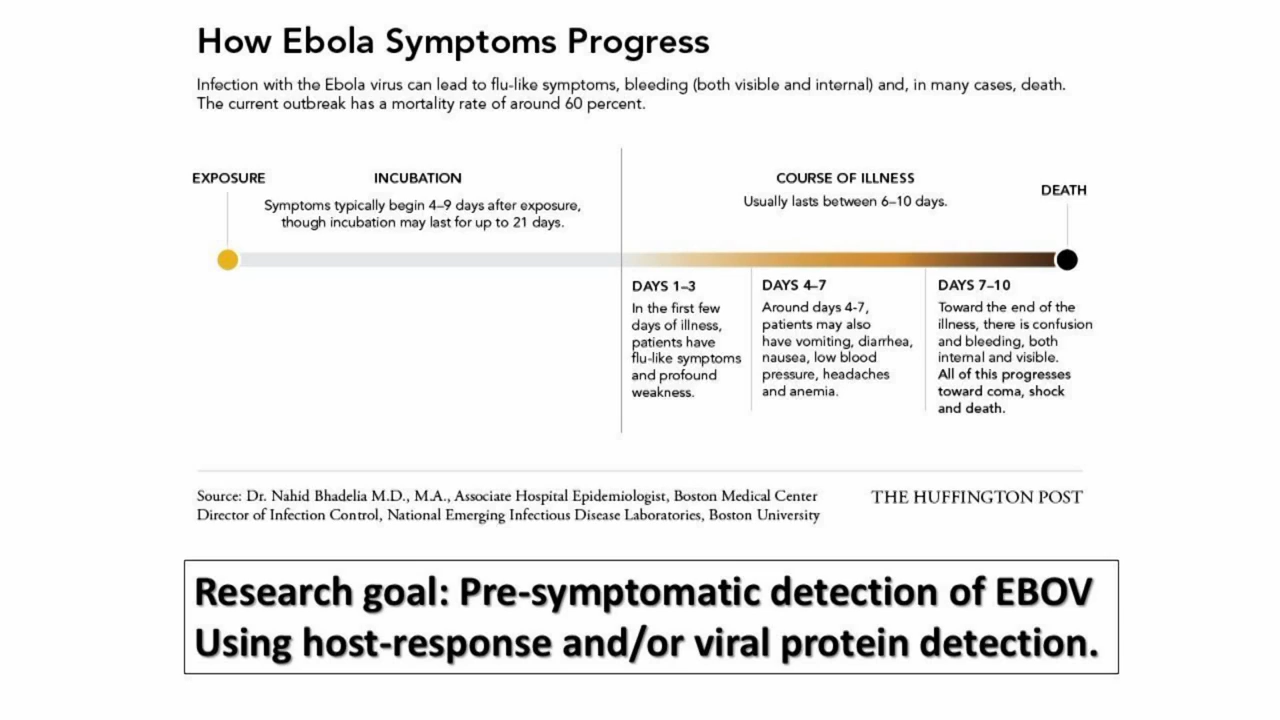 How Ebola Symptoms Progress
Infection with the Ebola virus can lead to flu-like symptoms, bleeding (both visible and internal) and, in many cases, death.
The current outbreak has a mortality rate of around 60 percent.
EXPOSURE
INCUBATION
Symptoms typically begin 4–9 days after exposure,
though incubation may last for up to 21 days.
COURSE OF ILLNESS
Usually lasts between 6–10 days.
DEATH
DAYS 1–3
In the first few
days of illness,
patients have
flu-like symptoms
and profound
weakness.
DAYS 4–7
Around days 4-7,
patients may also
have vomiting, diarrhea,
nausea, low blood
pressure, headaches
and anemia.
DAYS 7–10
Toward the end of the
illness, there is confusion
and bleeding, both
internal and visible.
All of this progresses
toward coma, shock
and death.
Source: Dr. Nahid Bhadelia M.D., M.A., Associate Hospital Epidemiologist, Boston Medical Center
Director of Infection Control, National Emerging Infectious Disease Laboratories, Boston University
THE HUFFINGTON POST
Research goal: Pre-symptomatic detection of EBOV
Using host-response and/or viral protein detection.